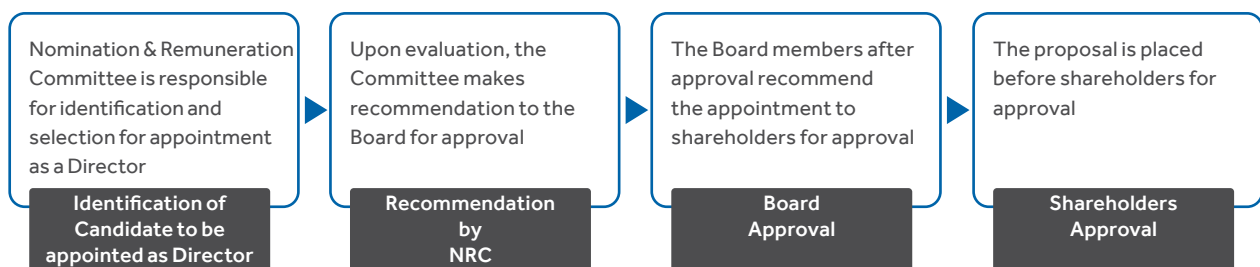 Nomination & Remuneration
Committee is responsible
for identification and
selection for appointment
as a Director
Identification of
Candidate to be
appointed as Director
Upon evaluation, the
Committee makes
recommendation to the
Board for approval
Recommendation
by
NRC
The Board members after
approval recommend
the appointment to
shareholders for approval
Board
Approval
The proposal is placed
before shareholders for
approval
Shareholders
Approval